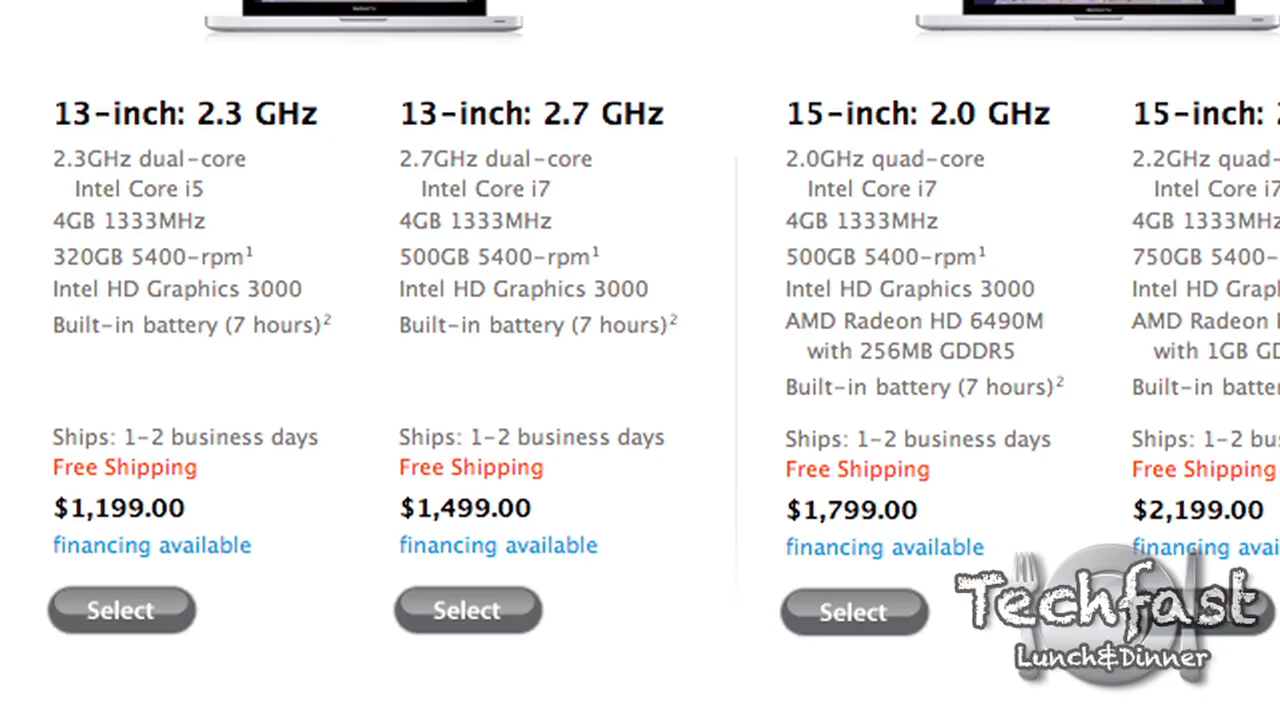 13-inch: 2.3 GHz
2.3GHz dual-core
Intel Core i5
4GB 1333MHz
320GB 5400-rpm¹
Intel HD Graphics 3000
Built-in battery (7 hours)²
Ships: 1-2 business days
Free Shipping
$1,199.00
financing available
Select
13-inch: 2.7 GHz
2.7GHz dual-core
Intel Core i7
4GB 1333MHz
500GB 5400-rpm¹
Intel HD Graphics 3000
Built-in battery (7 hours)²
Ships: 1-2 business days
Free Shipping
$1,499.00
financing available
Select
15-inch: 2.0 GHz
2.0GHz quad-core
Intel Core i7
4GB 1333MHz
500GB 5400-rpm¹
Intel HD Graphics 3000
AMD Radeon HD 6490M
with 256MB GDDR5
Built-in battery (7 hours)²
Ships: 1-2 business days
Free Shipping
$1,799.00
financing available
Select
15-inch:
2.2GHz quad-
Intel Core i7
4GB 1333MHz
750GB 5400-
Intel HD
AMD Radeon
with 1GB
Built-in
Ships: 1-2
Free Shipping
$2,199.00
financing
Techfast
Lunch&Dinner